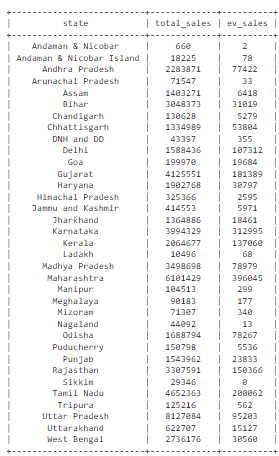 state total_sales ev_sales
Andaman & Nicobar 660 2
Andaman & Nicobar Island 18225 78
Andhra Pradesh 2283871 77422
Arunachal Pradesh 71547 33
Assam 1403271 6418
Bihar 3048373 31019
Chandigarh 130628 5279
Chhattisgarh 1334989 53804
DNH and DD 43397 355
Delhi 1588436 107312
Goa 199970 19684
Gujarat 4125551 181389
Haryana 1902768 30797
Himachal Pradesh 325366 2595
Jammu and Kashmir 414553 5971
Jharkhand 1364886 18461
Karnataka 3994329 312995
Kerala 2064677 137060
Ladakh 10496 68
Madhya Pradesh 3498698 78979
Maharashtra 6101429 396045
Manipur 104513 299
Meghalaya 90183 177
Mizoram 71307 340
Nagaland 44092 13
Odisha 1688794 78267
Puducherry 150798 5536
Punjab 1543962 23833
Rajasthan 3307591 150366
Sikkim 29346 0
Tamil Nadu 4652363 200062
Tripura 125216 562
Uttar Pradesh 8127084 95203
Uttarakhand 622707 15127
West Bengal 2736176 30560